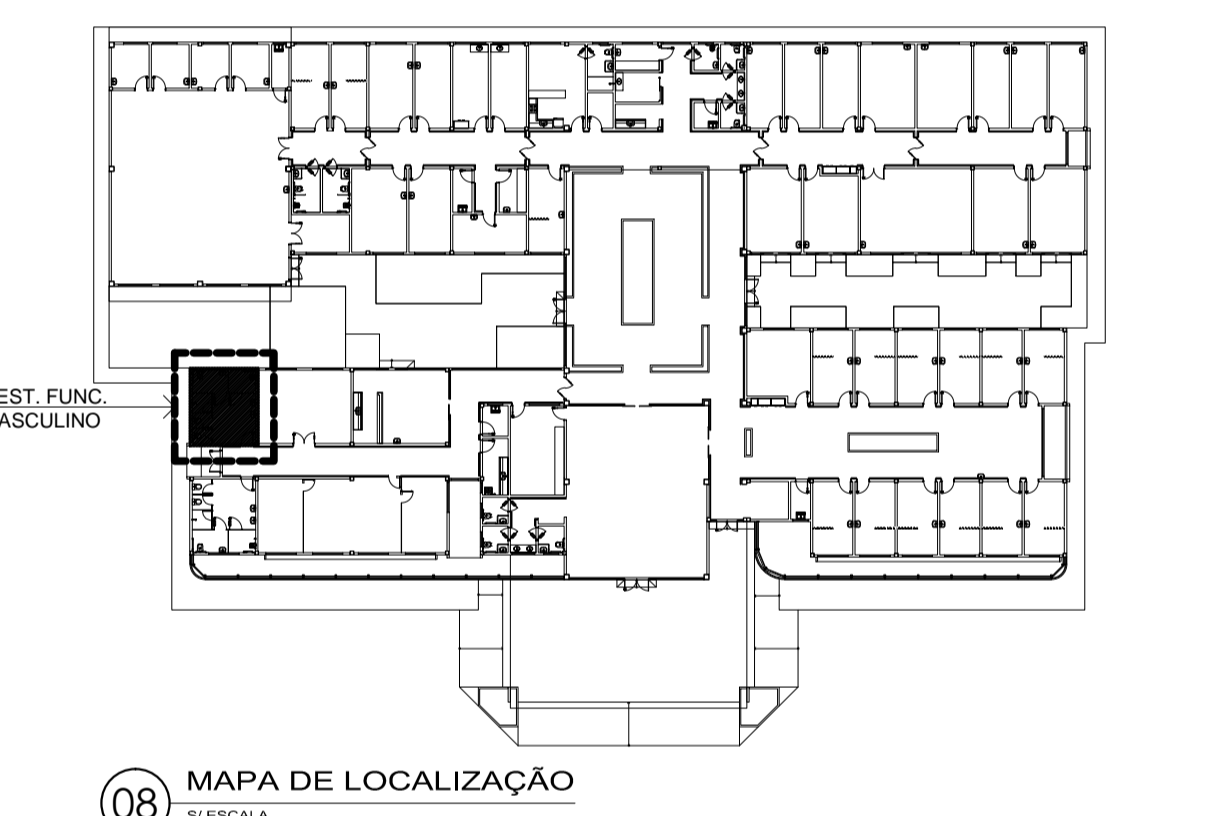 EST. FUNC.
ASCULINO
08
MAPA DE LOCALIZAÇÃO
S/ ESCALA